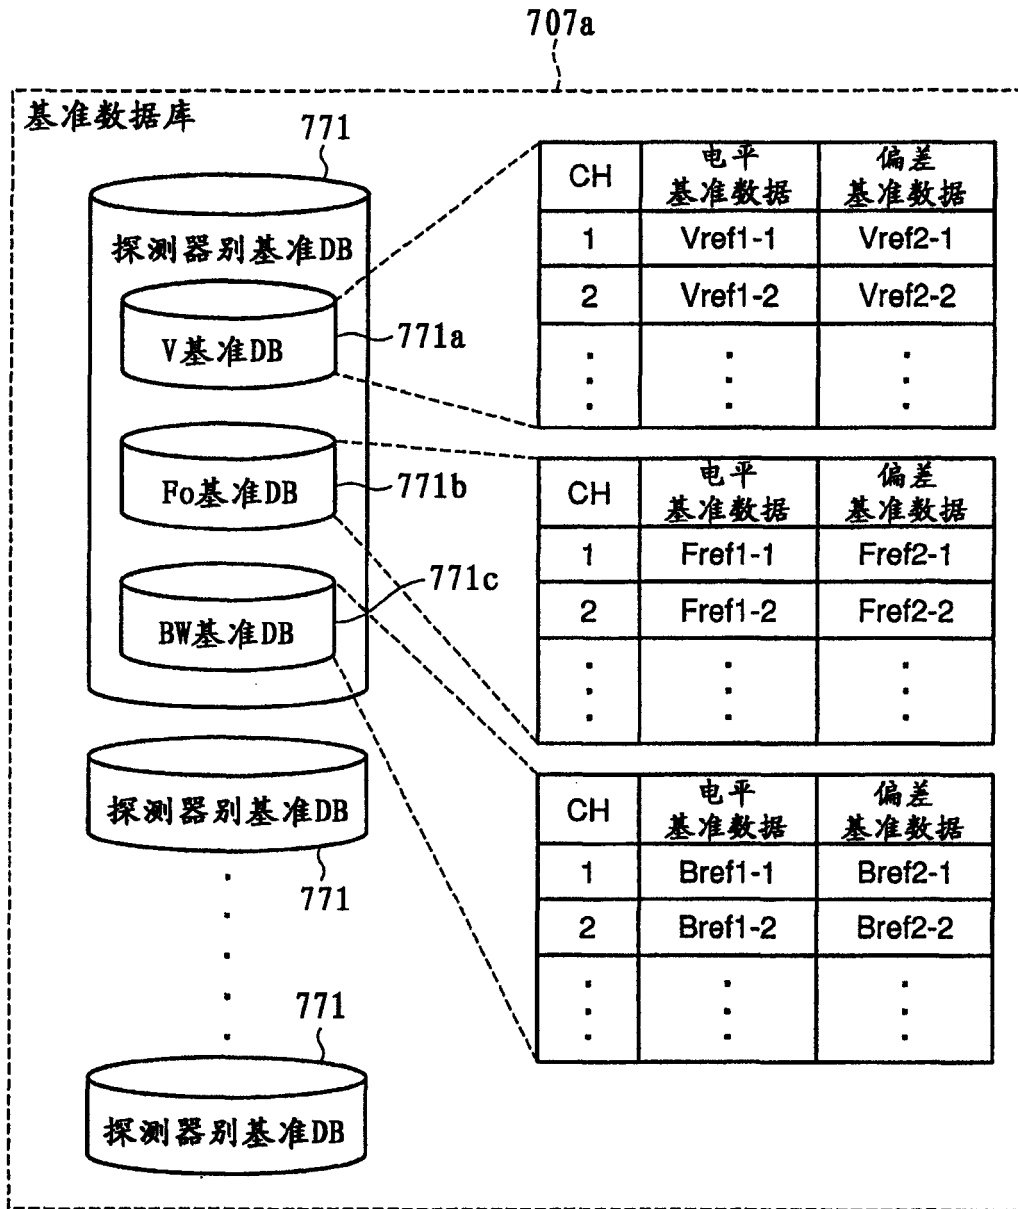 707a
基准数据库
771
探测器别基准DB
V基准DB
771a
Fo基准DB
771b
BW基准DB
771c
探测器别基准DB
771
771
探测器别基准DB
CH 电平基准数据 偏差基准数据
1 Vref1-1 Vref2-1
2 Vref1-2 Vref2-2
CH 电平基准数据 偏差基准数据
1 Fref1-1 Fref2-1
2 Fref1-2 Fref2-2
CH 电平基准数据 偏差基准数据
1 Bref1-1 Bref2-1
2 Bref1-2 Bref2-2